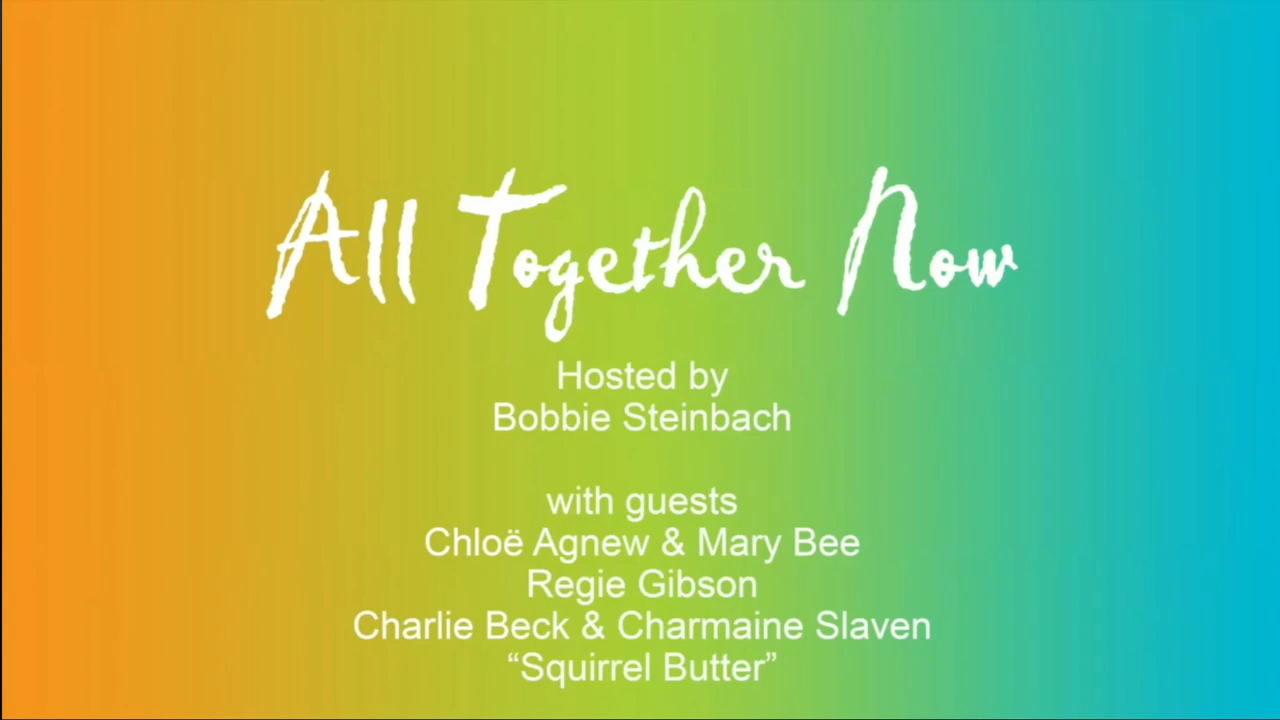 All Together Now
Hosted by
Bobbie Steinbach
with guests
Chloë Agnew & Mary Bee
Regie Gibson
Charlie Beck & Charmaine Slaven
“Squirrel Butter”